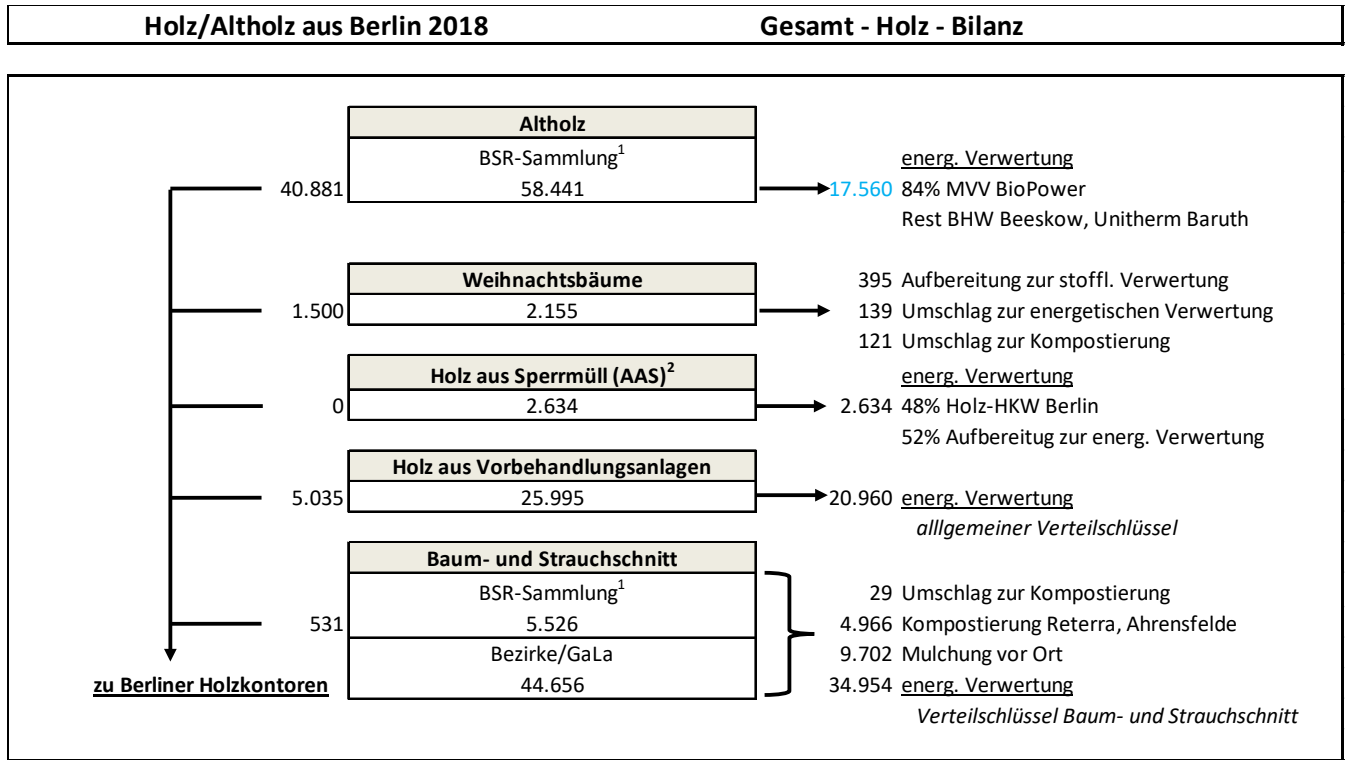 Holz/Altholz aus Berlin 2018 Gesamt - Holz - Bilanz
Altholz
BSR-Sammlung¹ energ. Verwertung
40.881 58.441 17.560 84% MVV BioPower
Rest BHW Beeskow, Unitherm Baruth
Weihnachtsbäume 395 Aufbereitung zur stoffl. Verwertung
1.500 2.155 139 Umschlag zur energetischen Verwertung
121 Umschlag zur Kompostierung
Holz aus Sperrmüll (AAS)² energ. Verwertung
0 2.634 2.634 48% Holz-HKW Berlin
52% Aufbereitug zur energ. Verwertung
Holz aus Vorbehandlungsanlagen
5.035 25.995 20.960 energ. Verwertung
alllgemeiner Verteilschlüssel
Baum- und Strauchschnitt
BSR-Sammlung¹ 29 Umschlag zur Kompostierung
531 5.526 4.966 Kompostierung Reterra, Ahrensfelde
Bezirke/GaLa 9.702 Mulchung vor Ort
zu Berliner Holzkontoren 44.656 34.954 energ. Verwertung
Verteilschlüssel Baum- und Strauchschnitt